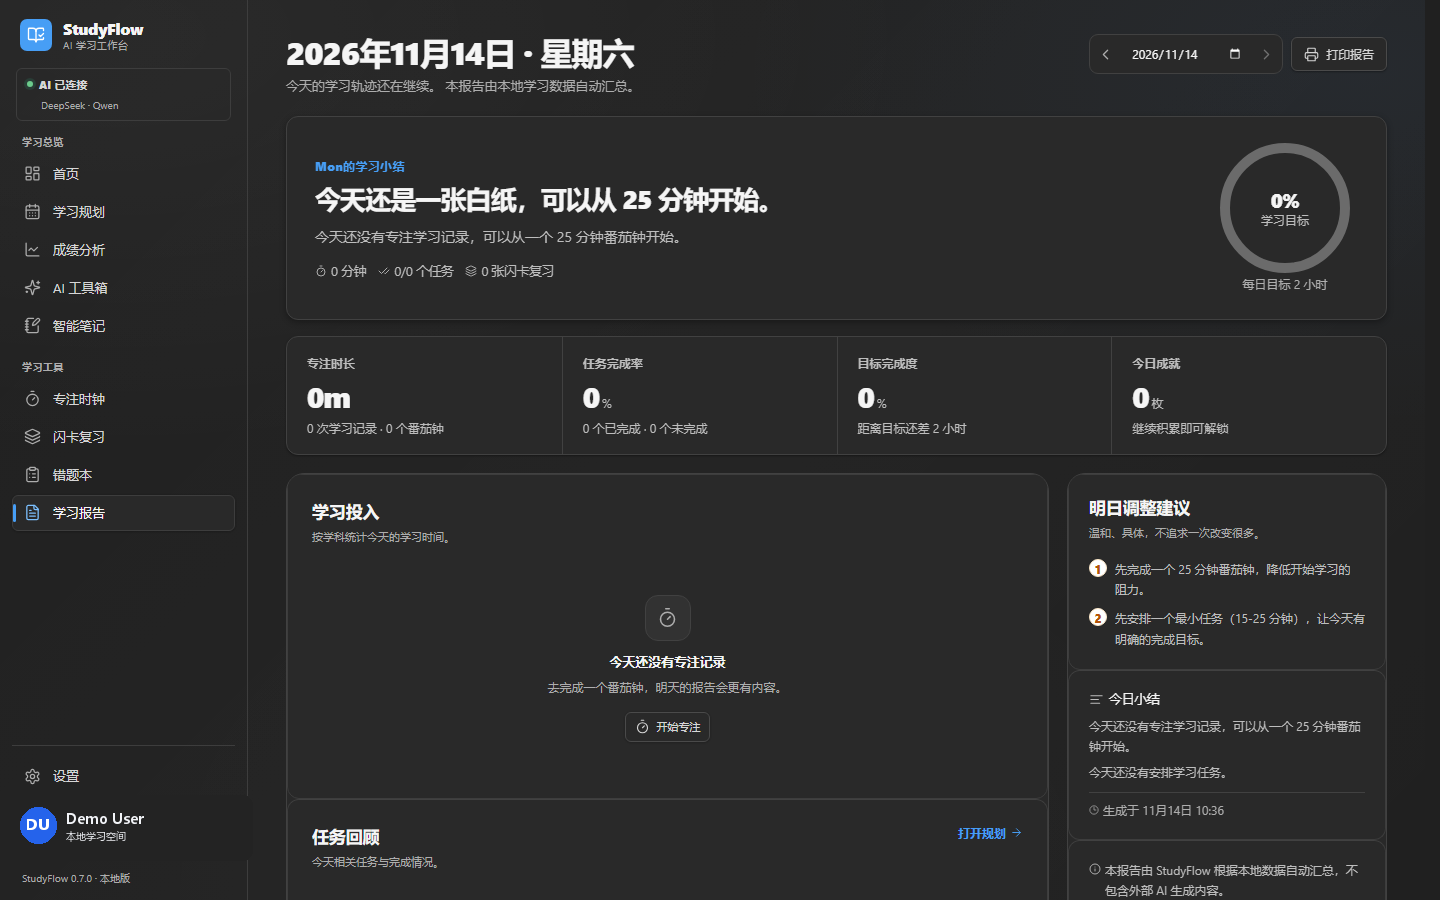 StudyFlow
AI 学习工作台
AI 已连接
DeepSeek · Qwen
学习总览
首页
学习规划
成绩分析
AI 工具箱
智能笔记
学习工具
专注时钟
闪卡复习
错题本
学习报告
设置
DU
Demo User
本地学习空间
StudyFlow 0.7.0 · 本地版
2026年11月14日 · 星期六
今天的学习轨迹还在继续。 本报告由本地学习数据自动汇总。
2026/11/14
打印报告
Mon的学习小结
今天还是一张白纸，可以从 25 分钟开始。
今天还没有专注学习记录，可以从一个 25 分钟番茄钟开始。
0 分钟 0/0 个任务 0 张闪卡复习
0%
学习目标
每日目标 2 小时
专注时长
0m
0 次学习记录 · 0 个番茄钟
任务完成率
0 %
0 个已完成 · 0 个未完成
目标完成度
0 %
距离目标还差 2 小时
今日成就
0 枚
继续积累即可解锁
学习投入
按学科统计今天的学习时间。
今天还没有专注记录
去完成一个番茄钟，明天的报告会更有内容。
开始专注
任务回顾
今天相关任务与完成情况。
打开规划
明日调整建议
温和、具体，不追求一次改变很多。
1 先完成一个 25 分钟番茄钟，降低开始学习的
阻力。
2 先安排一个最小任务（15-25 分钟），让今天有
明确的完成目标。
今日小结
今天还没有专注学习记录，可以从一个 25 分钟番茄
钟开始。
今天还没有安排学习任务。
生成于 11月14日 10:36
本报告由 StudyFlow 根据本地数据自动汇总，不
包含外部 AI 生成内容。